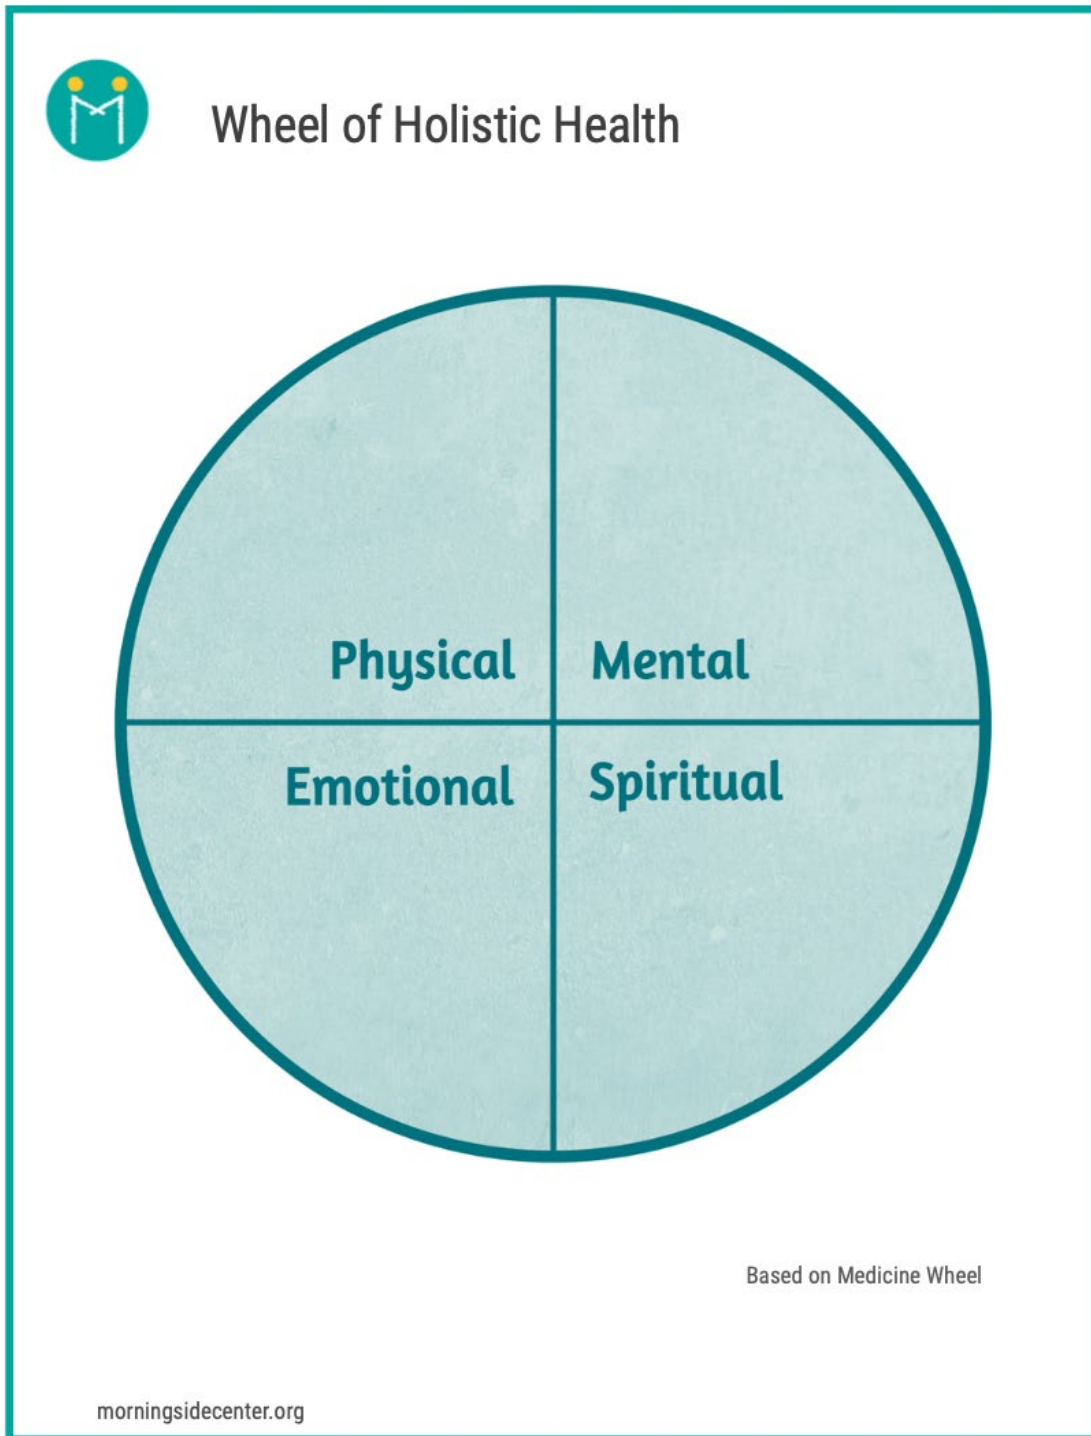 Wheel of Holistic Health
Physical
Mental
Emotional
Spiritual
Based on Medicine Wheel
morningsidecenter.org